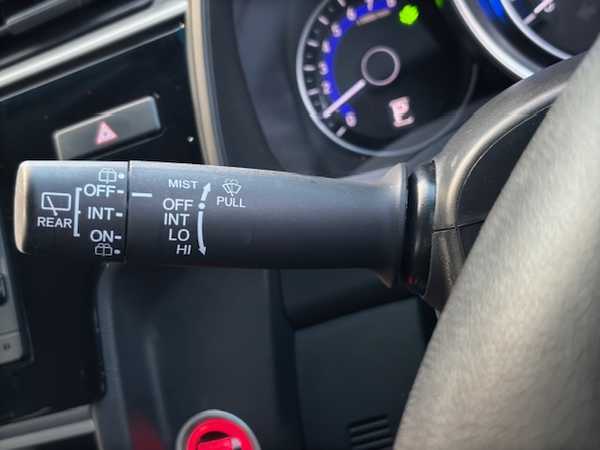 OFF
INT
ON
REAR
MIST
OFF
INT
LO
HI
PULL